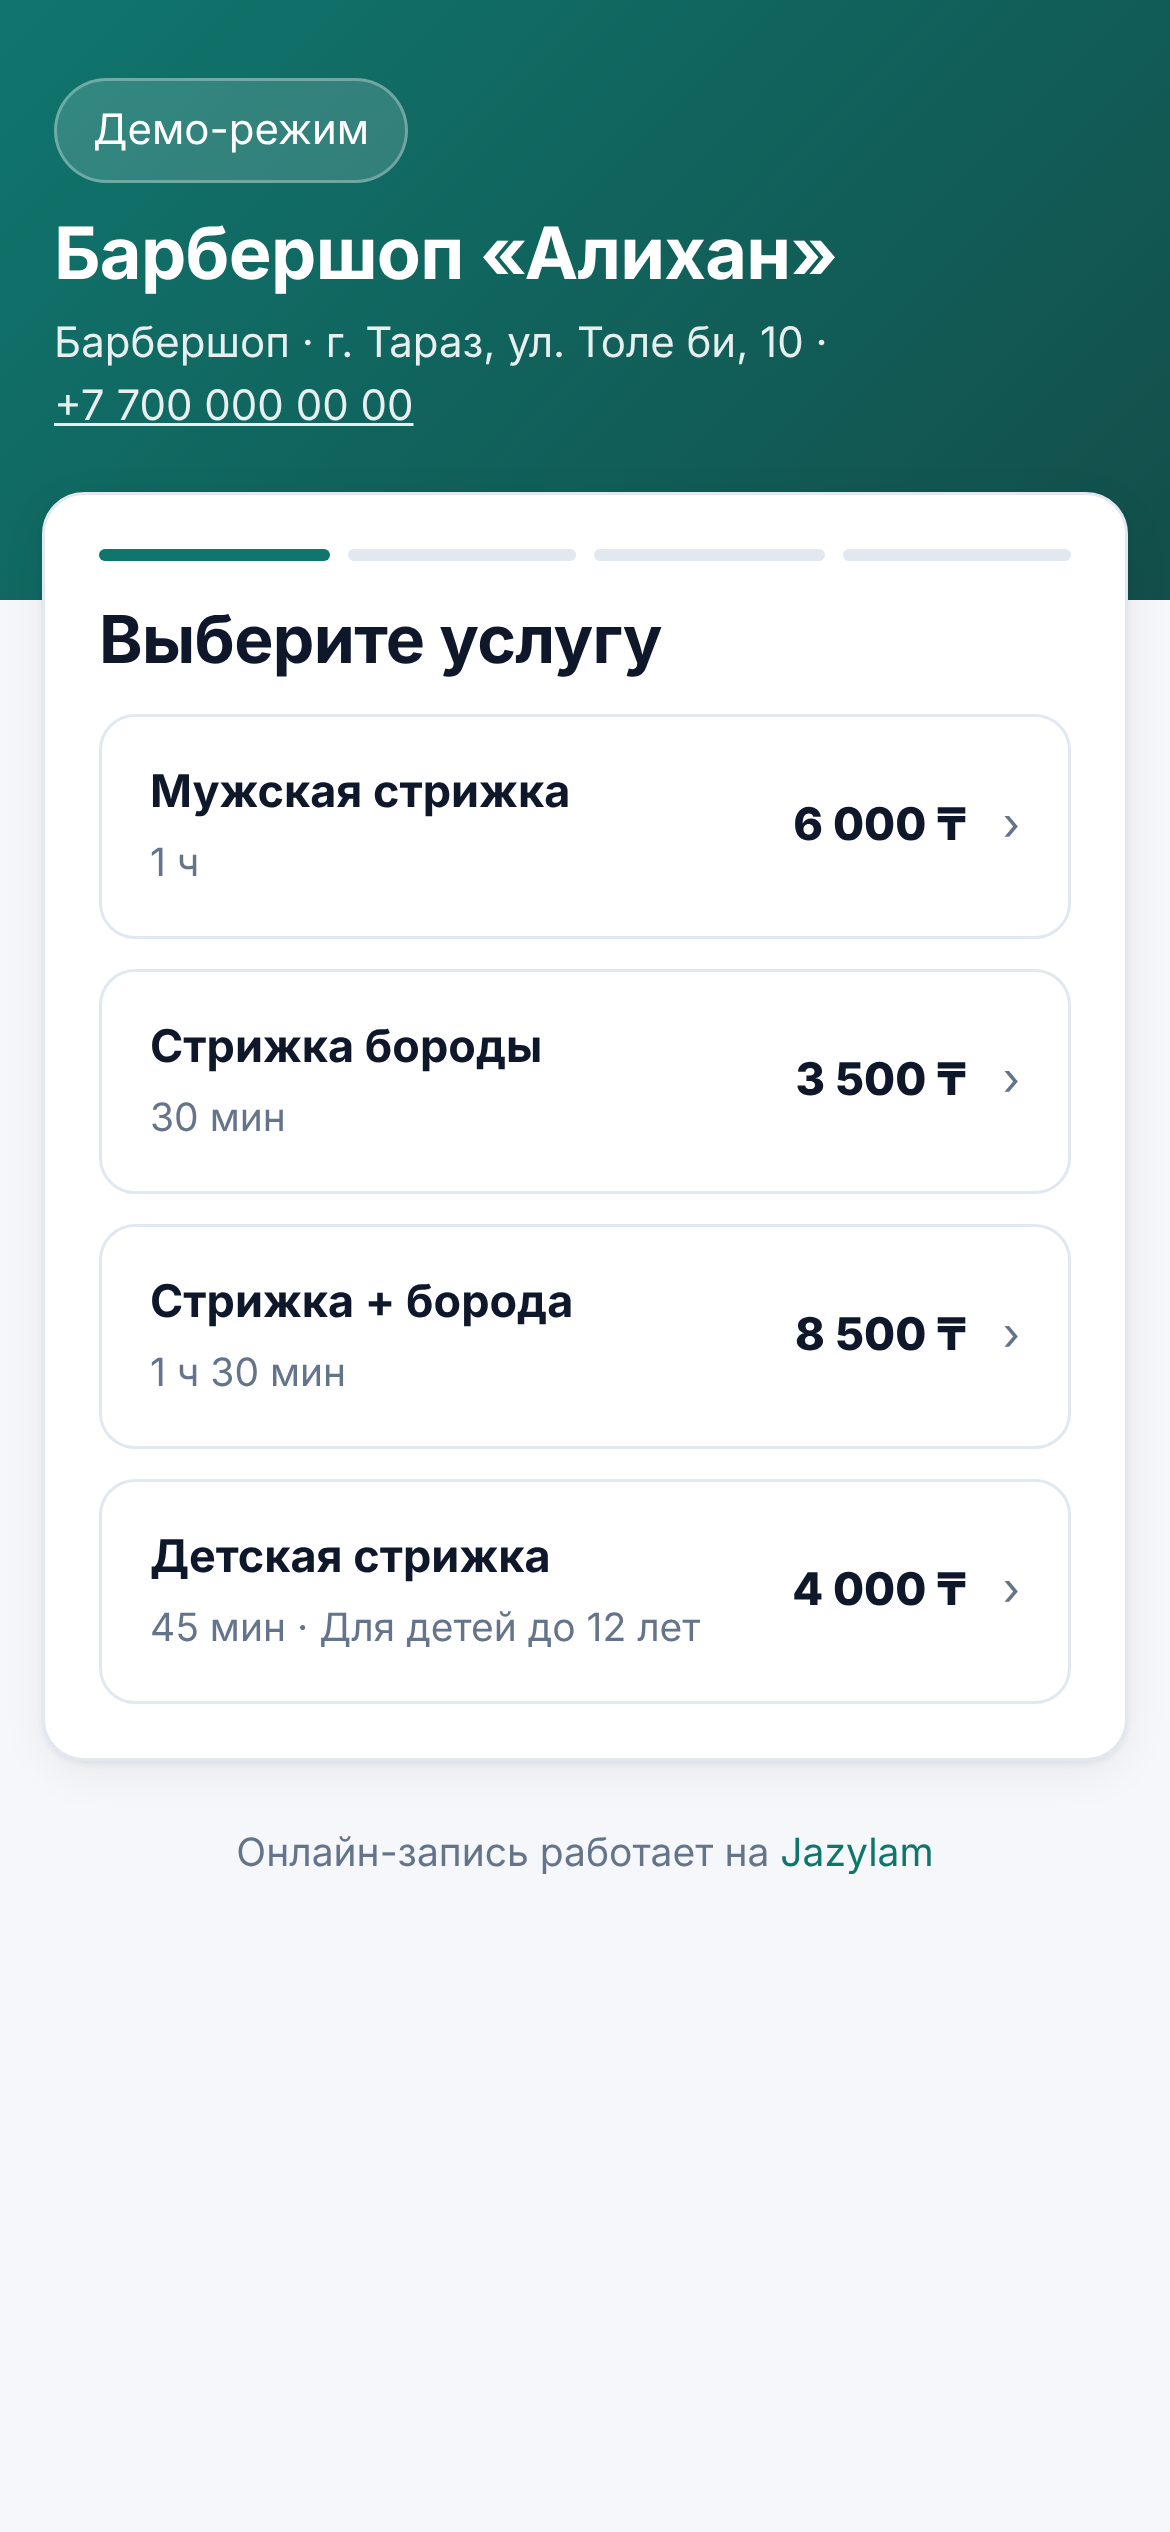 Демо-режим
Барбершоп «Алихан»
Барбершоп · г. Тараз, ул. Толе би, 10 ·
+7 700 000 00 00
Выберите услугу
Мужская стрижка
1 ч
6 000 ₸ ›
Стрижка бороды
30 мин
3 500 ₸ ›
Стрижка + борода
1 ч 30 мин
8 500 ₸ ›
Детская стрижка
45 мин · Для детей до 12 лет
4 000 ₸ ›
Онлайн-запись работает на Jazylam